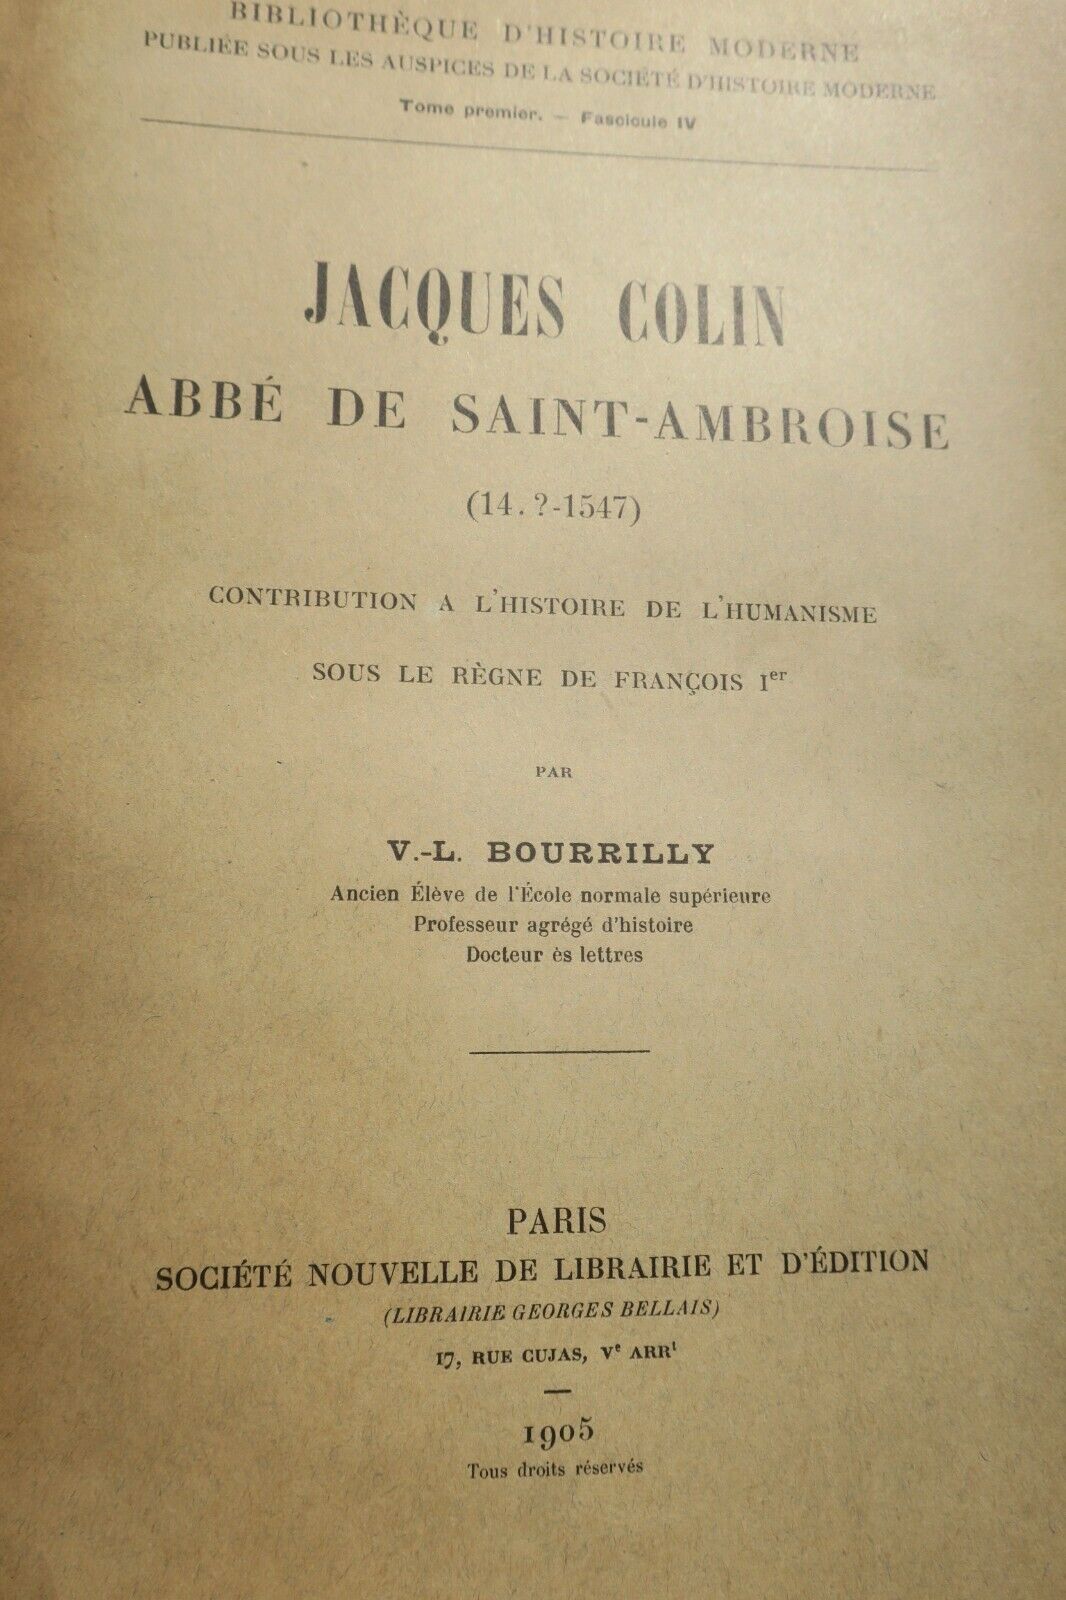 BIBLIOTHÈQUE D'HISTOIRE MODERNE
PUBLIÉE SOUS LES AUSPICES DE LA SOCIÉTÉ D'HISTOIRE MODERNE
Tome premier. — Fascicule IV
JACQUES COLIN
ABBÉ DE SAINT-AMBROISE
(14.?-1547)
CONTRIBUTION A L'HISTOIRE DE L'HUMANISME
SOUS LE RÈGNE DE FRANÇOIS Ier
PAR
V.-L. BOURRILLY
Ancien Élève de l'École normale supérieure
Professeur agrégé d'histoire
Docteur ès lettres
PARIS
SOCIÉTÉ NOUVELLE DE LIBRAIRIE ET D'ÉDITION
(LIBRAIRIE GEORGES BELLAIS)
17, RUE CUJAS, Ve ARRt
1905
Tous droits réservés